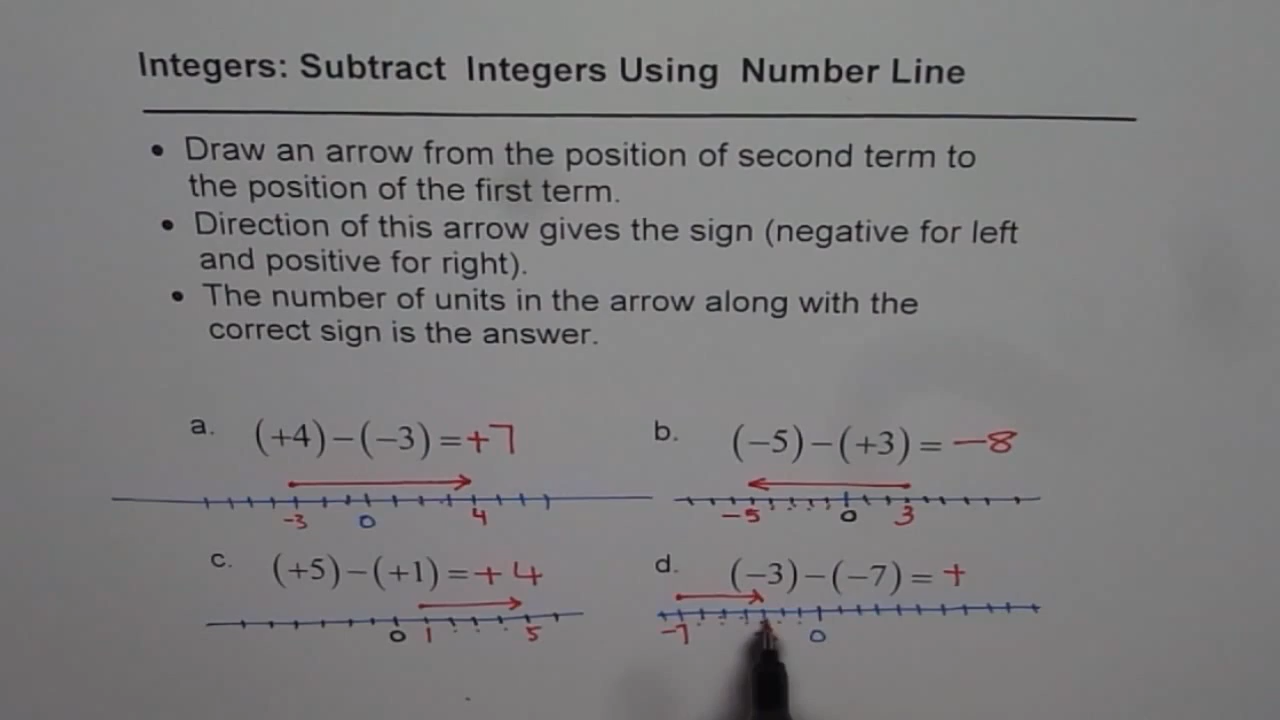 Integers: Subtract Integers Using Number Line
• Draw an arrow from the position of second term to
the position of the first term.
• Direction of this arrow gives the sign (negative for left
and positive for right).
• The number of units in the arrow along with the
correct sign is the answer.
a. (+4)−(−3)=+7
b. (−5)−(+3)=−8
-3 0 4
-5 0 3
c. (+5)−(+1)=+4
d. (−3)−(−7)=+
0 1 5
-7 0